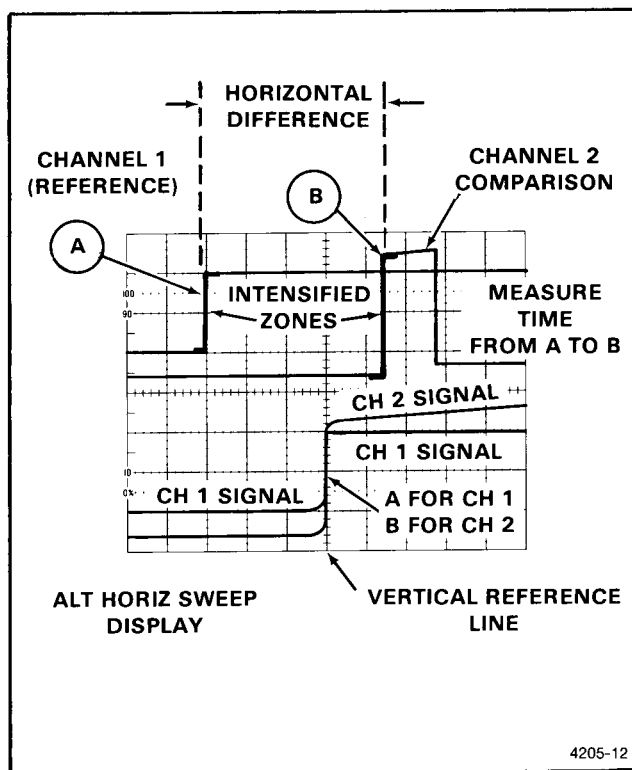 HORIZONTAL
DIFFERENCE
CHANNEL 1
(REFERENCE)
CHANNEL 2
COMPARISON
A
B
INTENSIFIED
ZONES
MEASURE
TIME
FROM A TO B
100
90
CH 2 SIGNAL
CH 1 SIGNAL
CH 1 SIGNAL
10
0%
A FOR CH 1
B FOR CH 2
ALT HORIZ SWEEP
DISPLAY
VERTICAL REFERENCE
LINE
4205-12